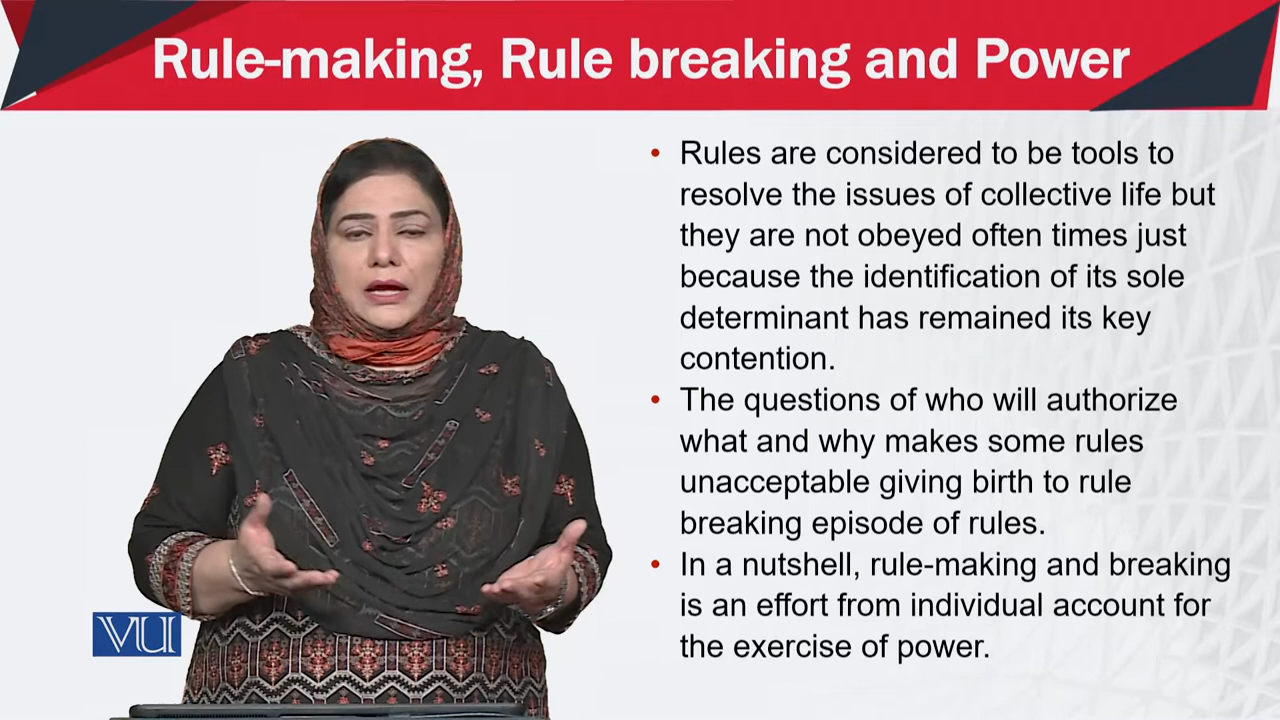 Rule-making, Rule breaking and Power
• Rules are considered to be tools to
resolve the issues of collective life but
they are not obeyed often times just
because the identification of its sole
determinant has remained its key
contention.
• The questions of who will authorize
what and why makes some rules
unacceptable giving birth to rule
breaking episode of rules.
• In a nutshell, rule-making and breaking
is an effort from individual account for
the exercise of power.
VU